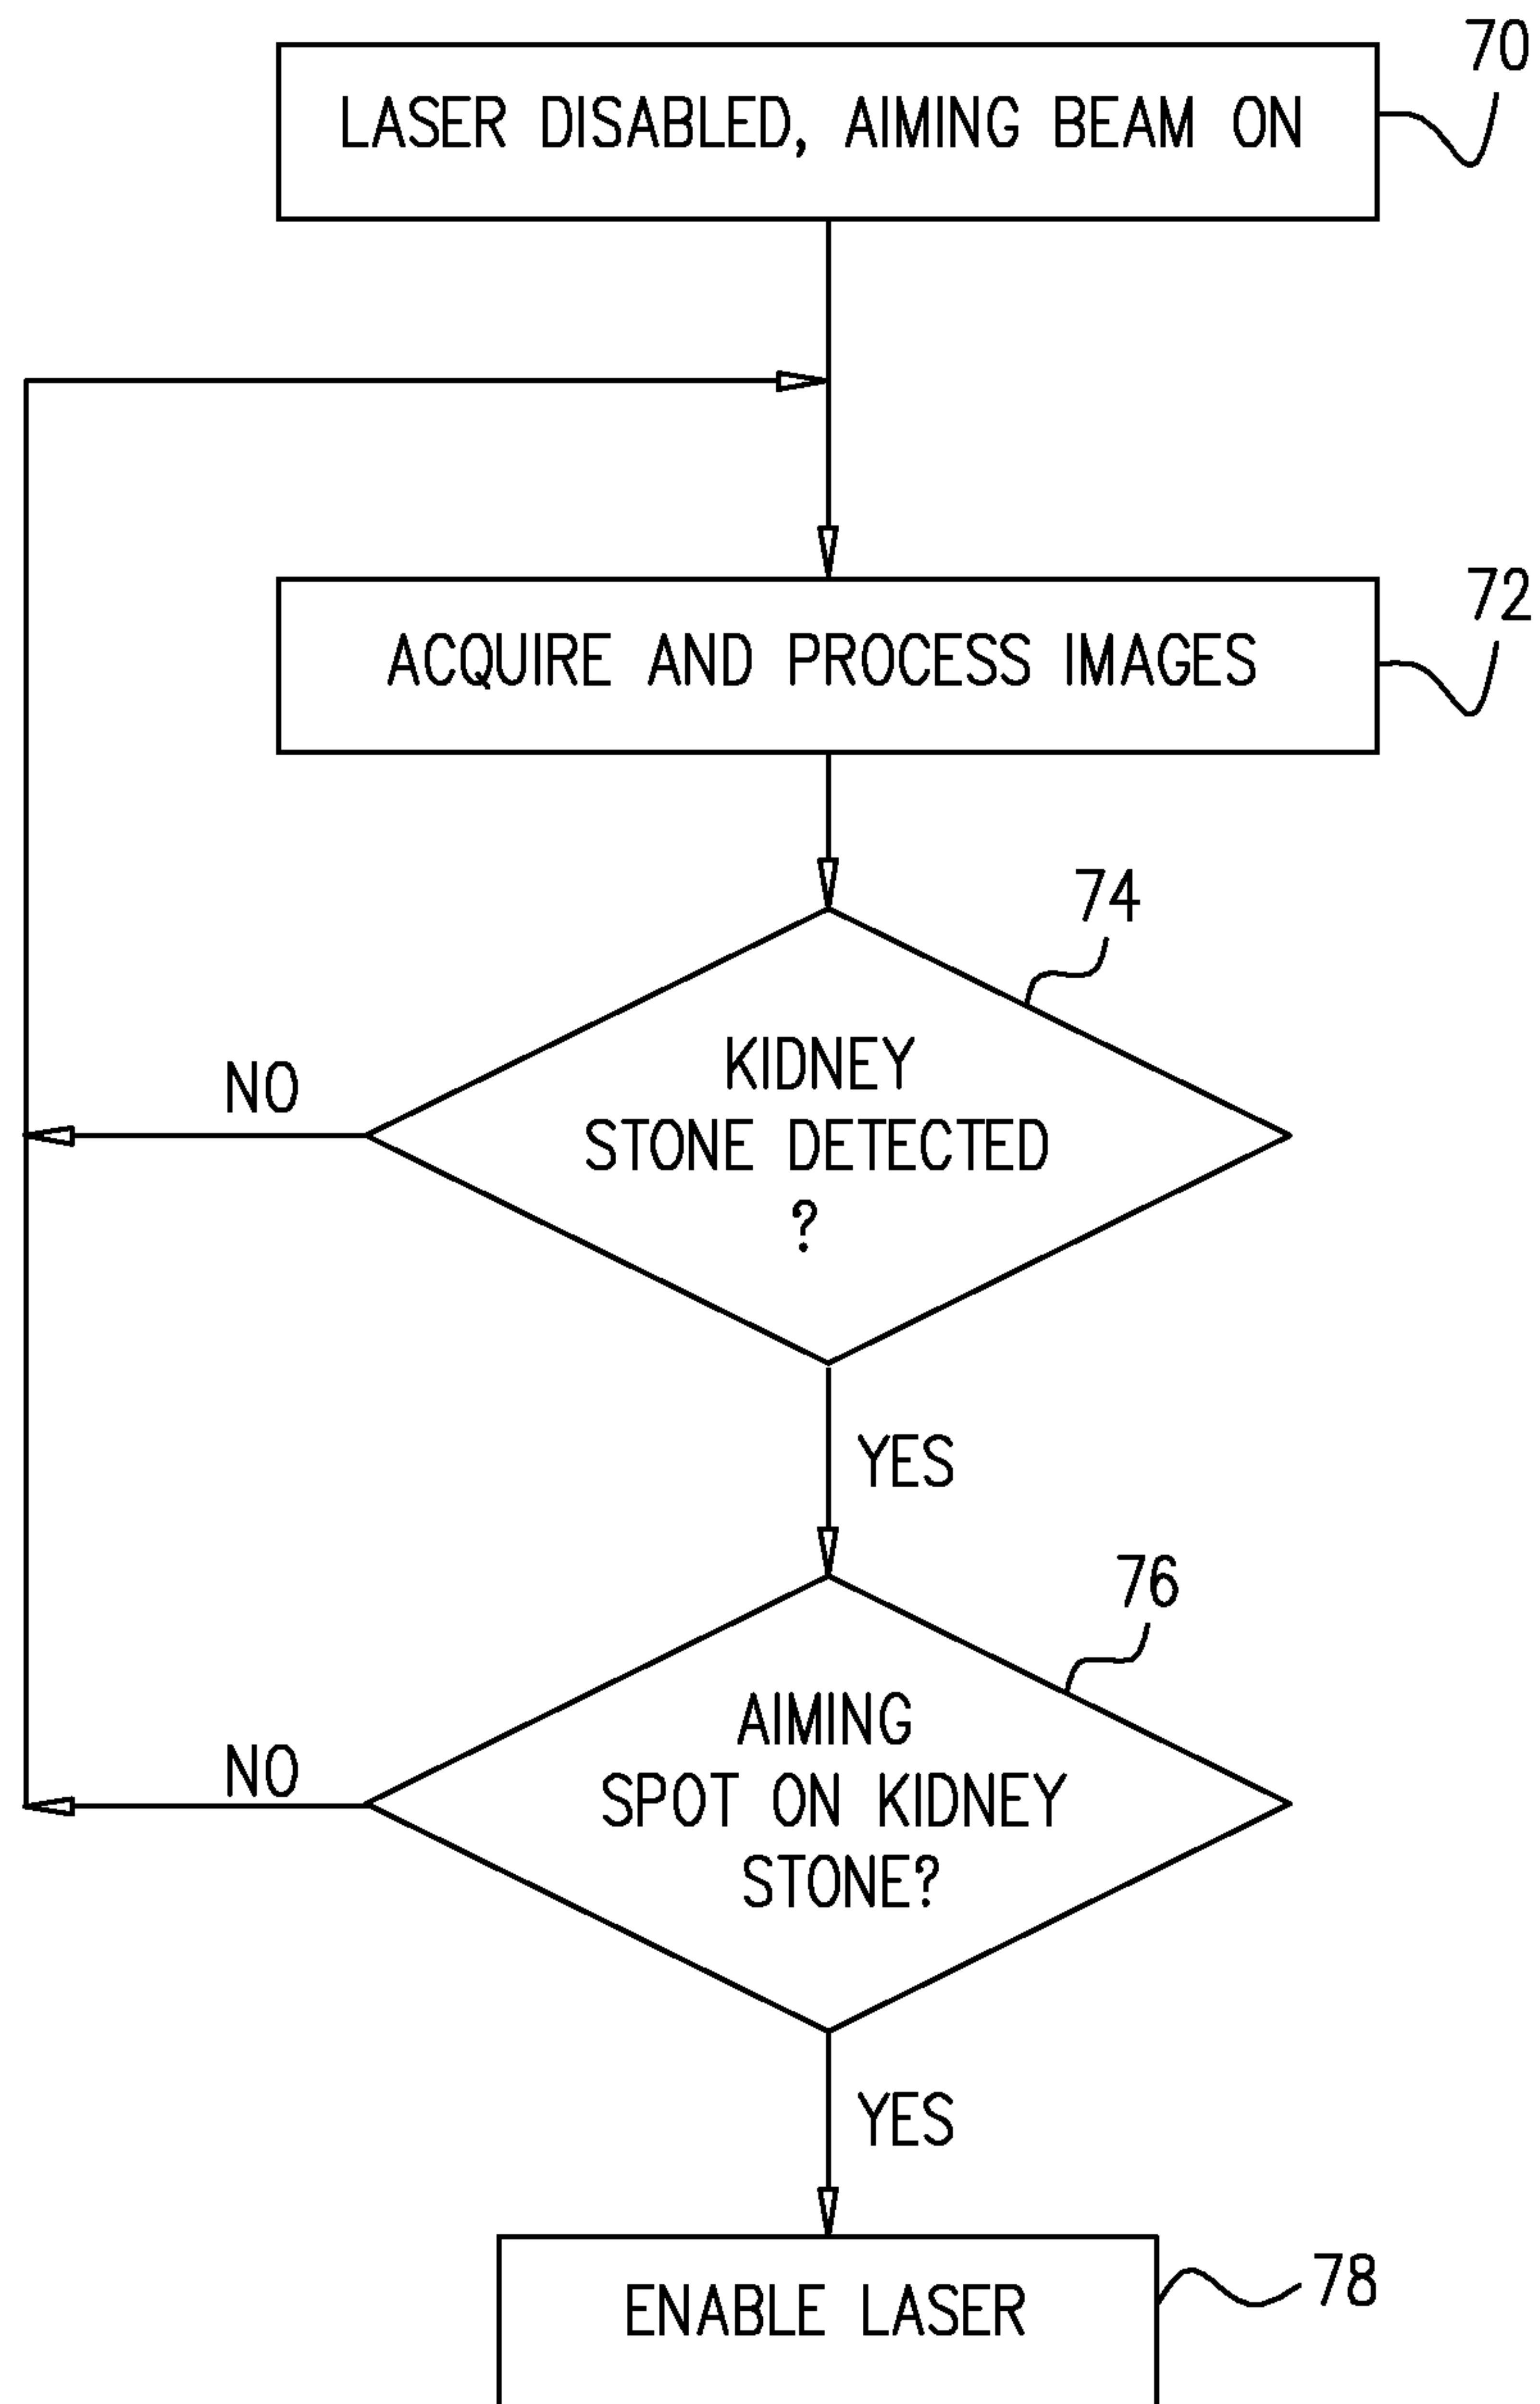 70
LASER DISABLED, AIMING BEAM ON
72
ACQUIRE AND PROCESS IMAGES
74
KIDNEY
STONE DETECTED
?
NO
YES
76
AIMING
SPOT ON KIDNEY
STONE?
NO
YES
ENABLE LASER
78